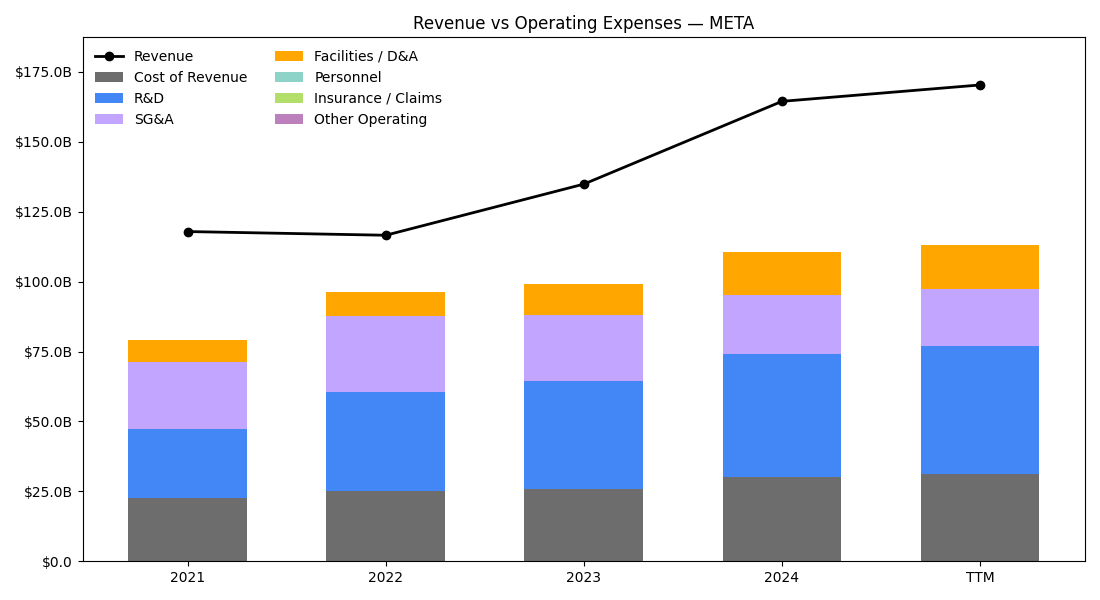 Revenue vs Operating Expenses — META
Revenue
Cost of Revenue
R&D
SG&A
Facilities / D&A
Personnel
Insurance / Claims
Other Operating
$175.0B
$150.0B
$125.0B
$100.0B
$75.0B
$50.0B
$25.0B
$0.0
2021
2022
2023
2024
TTM